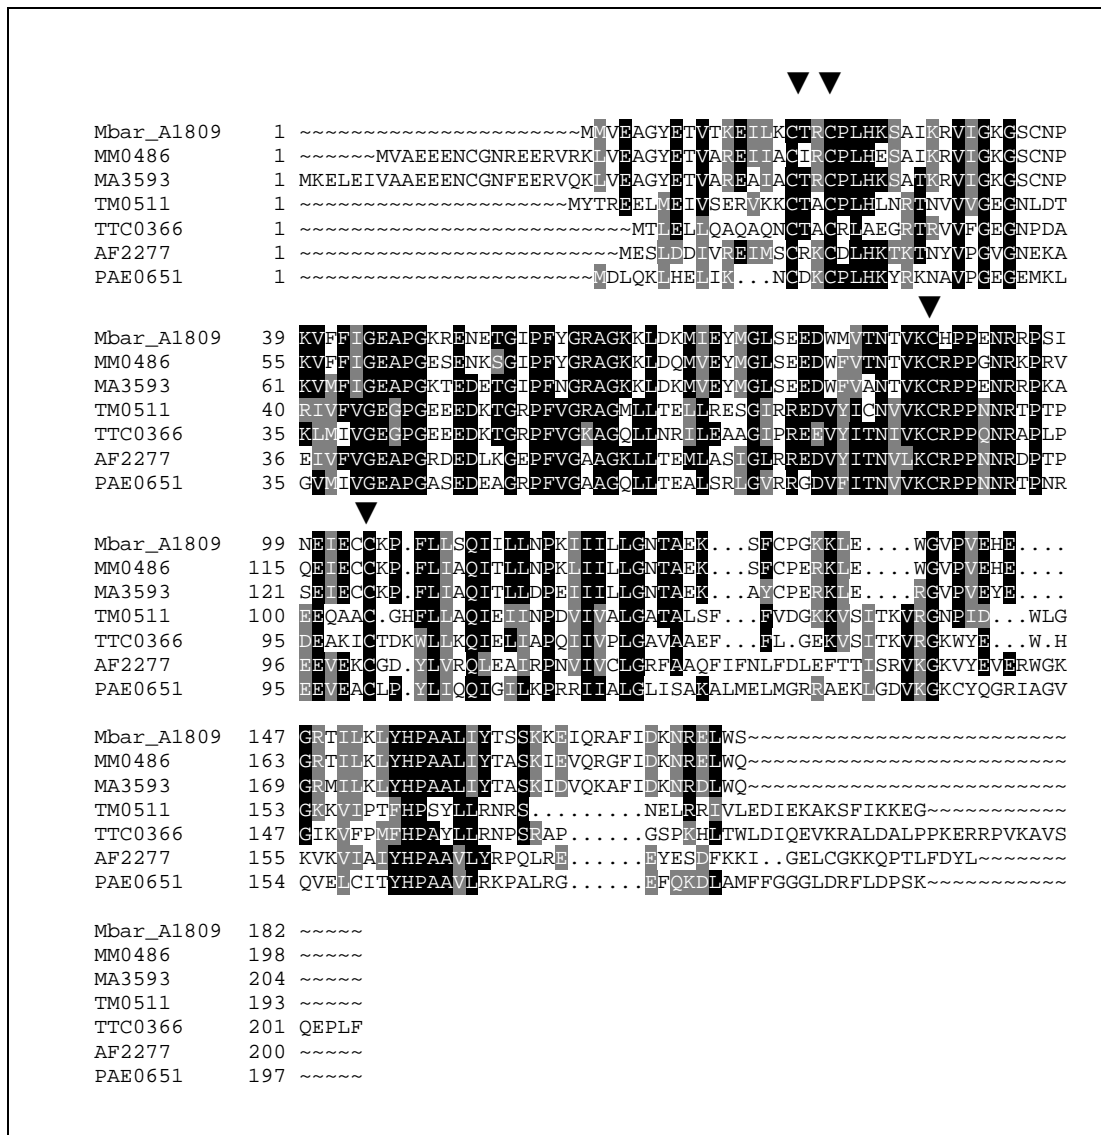 ▼ ▼
Mbar_A1809 1 ~~~~~~~~~~~~~~~~~~~~~~MMVEAGYETVTKEILKCTRCPLHKSAIKRVIGKGSCNP
MM0486 1 ~~~~~~MVAEEENCGNREERVRKLVEAGYETVAREIIACIRCPLHESAIKRVIGKGSCNP
MA3593 1 MKELEIVAAEEENCGNFEERVQKLVEAGYETVAREAIACTRCPLHKSATKRVIGKGSCNP
TM0511 1 ~~~~~~~~~~~~~~~~~~~~~MYTREELMEIVSERVKKCTACPLHLNRTNVVVGEGNLDT
TTC0366 1 ~~~~~~~~~~~~~~~~~~~~~~~~~~MTLELLQAQAQNCTACRLAEGRTRVVFGEGNPDA
AF2277 1 ~~~~~~~~~~~~~~~~~~~~~~~~~MESLDDIVREIMSCRKCDLHKTKTNYVPGVGNEKA
PAE0651 1 ~~~~~~~~~~~~~~~~~~~~~~~MDLQKLHELIK...NCDKCPLHKYRKNAVPGEGEMKL
▼
Mbar_A1809 39 KVFFIGEAPGKRENETGIPFYGRAGKKLDKMIEYMGLSEEDWMVTNTVKCHPPENRRPSI
MM0486 55 KVFFIGEAPGESENKSGIPFYGRAGKKLDQMVEYMGLSEEDWFVTNTVKCRPPGNRKPRV
MA3593 61 KVMFIGEAPGKTEDETGIPFNGRAGKKLDKMVEYMGLSEEDWFVANTVKCRPPENRRPKA
TM0511 40 RIVFVGEGPGEEEDKTGRPFVGRAGMLLTELLRESGIRREDVYICNVVKCRPPNNRTPTP
TTC0366 35 KLMIVGEGPGEEEDKTGRPFVGKAGQLLNRILEAAGIPREEVYITNIVKCRPPQNRAPLP
AF2277 36 EIVFVGEAPGRDEDLKGEPFVGAAGKLLTEMLASIGLRREDVYITNVLKCRPPNNRDPTP
PAE0651 35 GVMIVGEAPGASEDEAGRPFVGAAGQLLTEALSRLGVRRGDVFITNVVKCRPPNNRTPNR
▼
Mbar_A1809 99 NEIECCKP.FLLSQIILLNPKIIIILLGNTAEK...SFCPGKKLE....WGVPVEHE....
MM0486 115 QEIECCKP.FLIAQITLLNPKLIIILLGNTAEK...SFCPERKLE....WGVPVEHE....
MA3593 121 SEIECCKP.FLIAQITLLDPEIIILLGNTAEK...AYCPERKLE....RGVPVEYE....
TM0511 100 EEQAAC.GHFLLAQIEIINPDVIVALGATALSF...FVDGKKVSITKVRGNPID...WLG
TTC0366 95 DEAKICTDKWLLKQIELIAPQIIVPLGAVAAEF...FL.GEKVSITKVRGKWYE...W.H
AF2277 96 EEVEKCGD.YLVRQLEAIRPNVIVCLGRFAAQFIFNLFDLEFTTISRVKGKVYEVERWGK
PAE0651 95 EEVEACLP.YLIQQIGILKPRRIIALGLISAKALMELMGRRAEKLGDVKGKCYQGRIAGV
Mbar_A1809 147 GRTILKLYHPAALIYTSSKKEIQRAFIDKNRELWS~~~~~~~~~~~~~~~~~~~~~~~~~
MM0486 163 GRTILKLYHPAALIYTASKIEVQRGFIDKNRELWQ~~~~~~~~~~~~~~~~~~~~~~~~~
MA3593 169 GRMILKLYHPAALIYTASKIDVQKAFIDKNRDLWQ~~~~~~~~~~~~~~~~~~~~~~~~~
TM0511 153 GKKVIPTFHPSYLLRNRS.........NELRRIVLEDIEKAKSFIKKEG~~~~~~~~~~~
TTC0366 147 GIKVFPMFHPAYLLRNPSRAP......GSPKHLTWLDIQEVKRALDALPPKERRPVKAVS
AF2277 155 KVKVIAIYHPAAVLYRPQLRE......EYESDFKKI..GELCGKKQPTLFDYL~~~~~~~
PAE0651 154 QVELCITYHPAAVLRKPALRG......EFQKDLAMFFGGGLDRFLDPSK~~~~~~~~~~~
Mbar_A1809 182 ~~~~~
MM0486 198 ~~~~~
MA3593 204 ~~~~~
TM0511 193 ~~~~~
TTC0366 201 QEPLF
AF2277 200 ~~~~~
PAE0651 197 ~~~~~